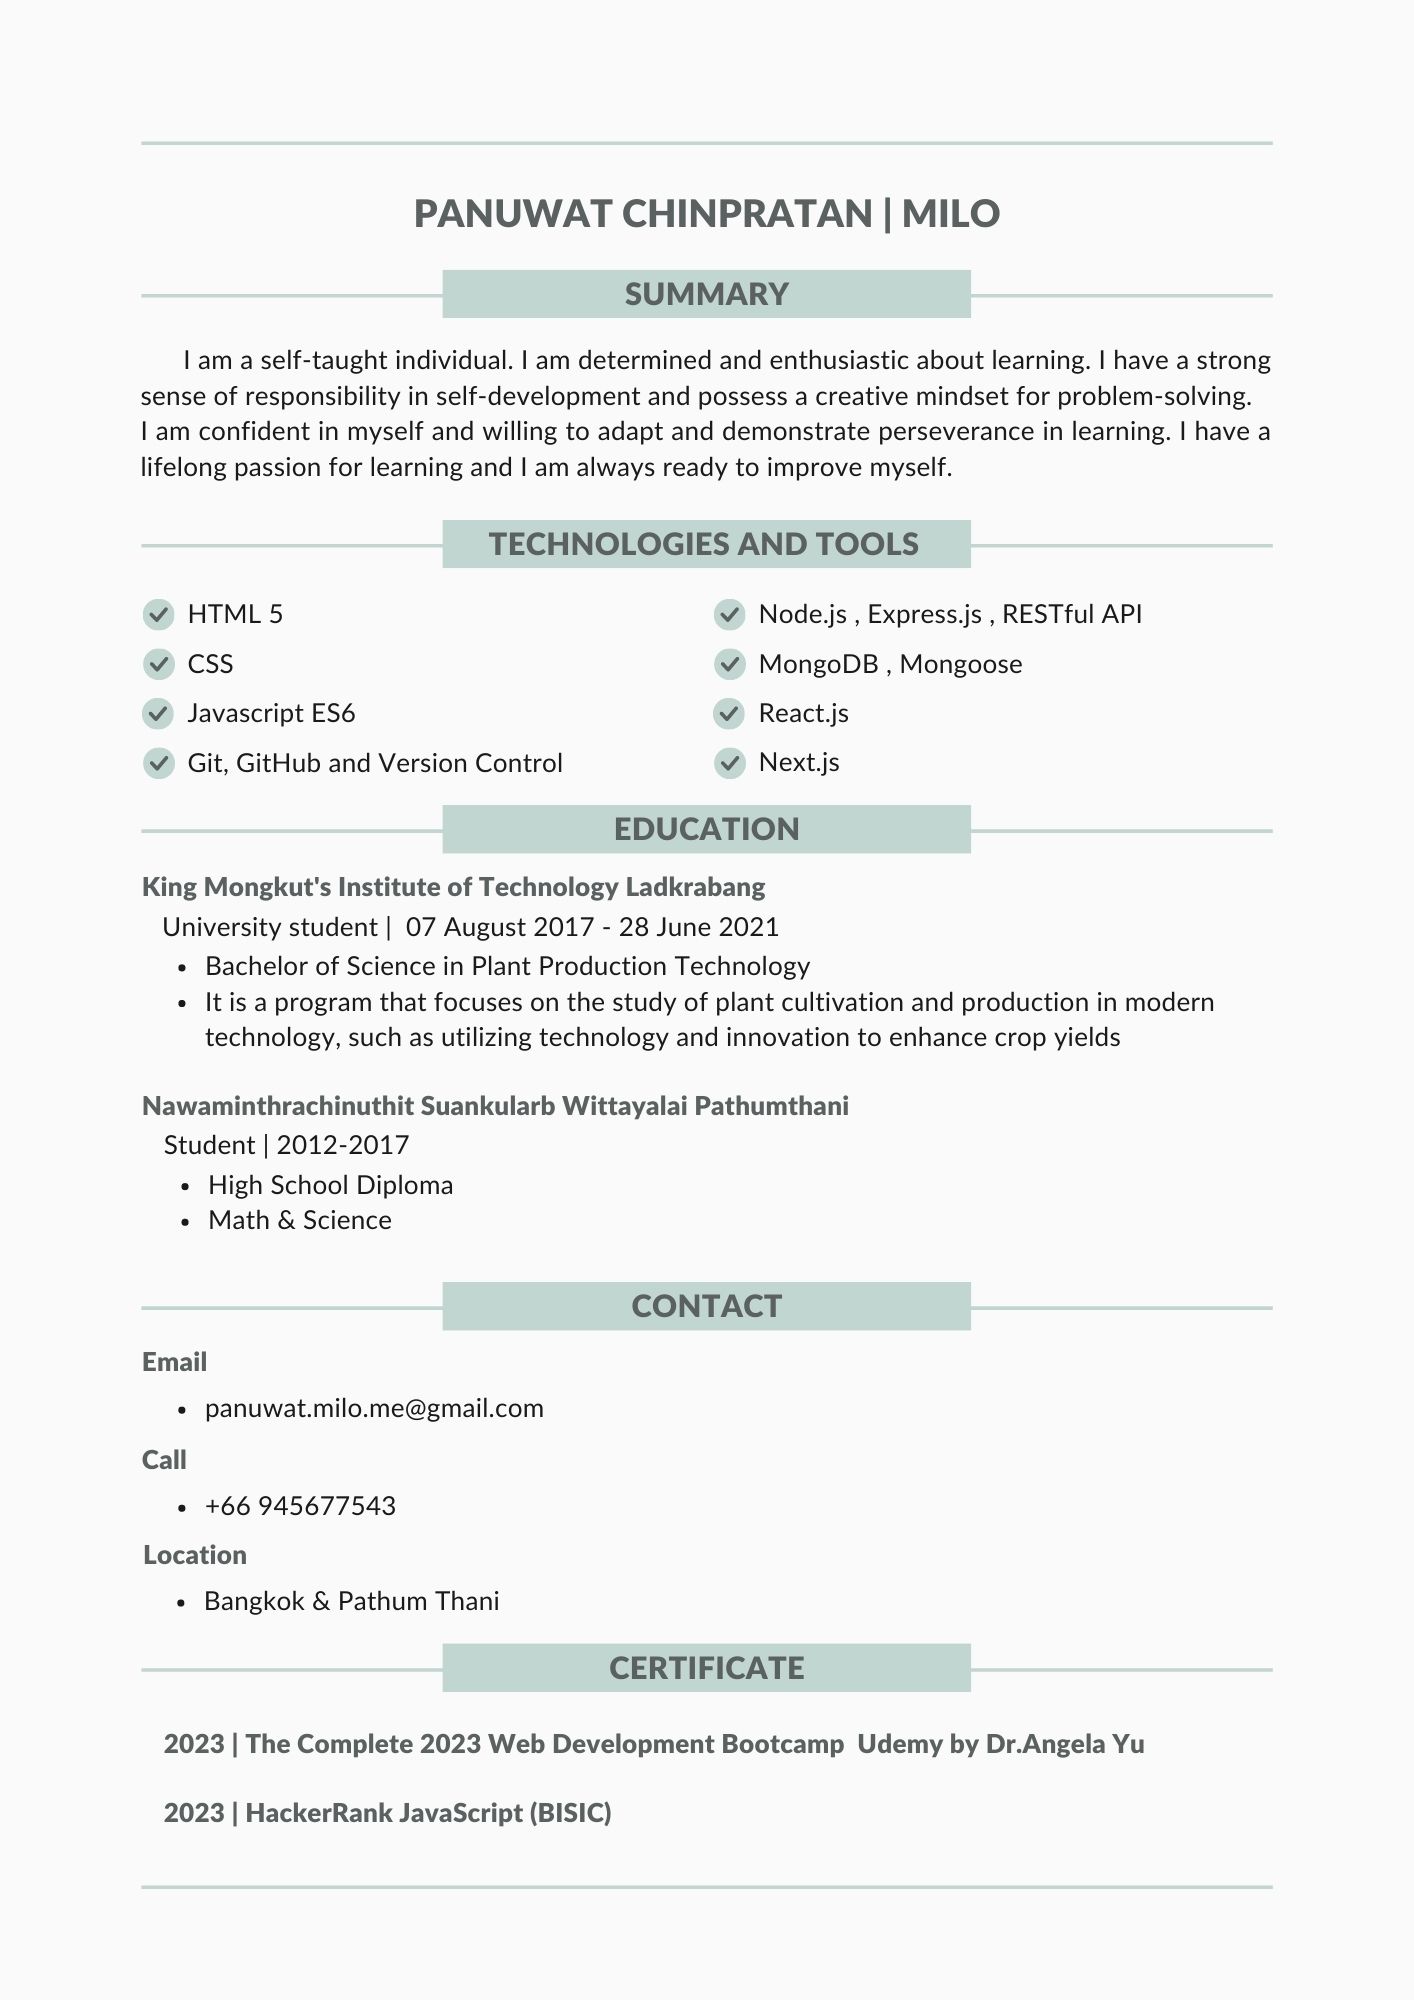 PANUWAT CHINPRATAN | MILO
SUMMARY
I am a self-taught individual. I am determined and enthusiastic about learning. I have a strong
sense of responsibility in self-development and possess a creative mindset for problem-solving.
I am confident in myself and willing to adapt and demonstrate perseverance in learning. I have a
lifelong passion for learning and I am always ready to improve myself.
TECHNOLOGIES AND TOOLS
HTML 5
CSS
Javascript ES6
Git, GitHub and Version Control
Node.js , Express.js , RESTful API
MongoDB , Mongoose
React.js
Next.js
EDUCATION
King Mongkut's Institute of Technology Ladkrabang
University student | 07 August 2017 - 28 June 2021
• Bachelor of Science in Plant Production Technology
• It is a program that focuses on the study of plant cultivation and production in modern
technology, such as utilizing technology and innovation to enhance crop yields
Nawaminthrachinuthit Suankularb Wittayalai Pathumthani
Student | 2012-2017
• High School Diploma
• Math & Science
CONTACT
Email
• panuwat.milo.me@gmail.com
Call
• +66 945677543
Location
• Bangkok & Pathum Thani
CERTIFICATE
2023 | The Complete 2023 Web Development Bootcamp Udemy by Dr.Angela Yu
2023 | HackerRank JavaScript (BISIC)